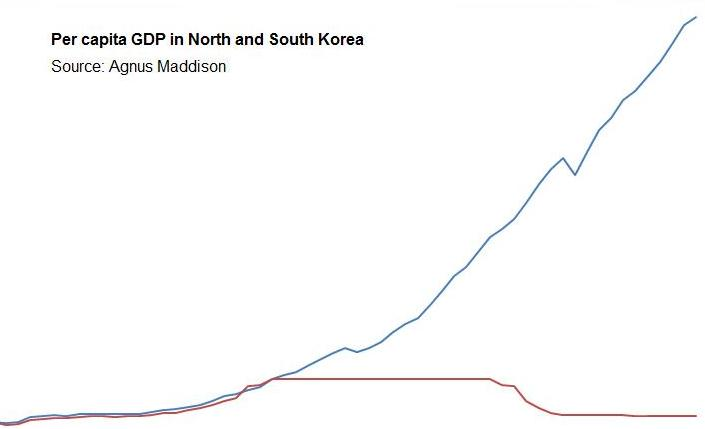 Per capita GDP in North and South Korea
Source: Agnus Maddison